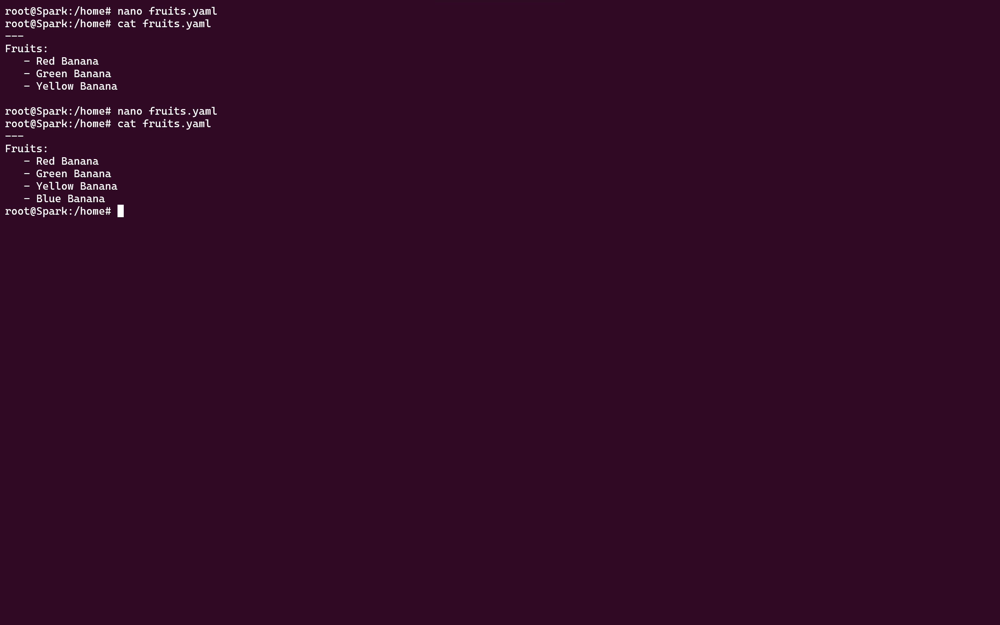 root@Spark:/home# nano fruits.yaml
root@Spark:/home# cat fruits.yaml
---
Fruits:
   - Red Banana
   - Green Banana
   - Yellow Banana

root@Spark:/home# nano fruits.yaml
root@Spark:/home# cat fruits.yaml
---
Fruits:
   - Red Banana
   - Green Banana
   - Yellow Banana
   - Blue Banana
root@Spark:/home#